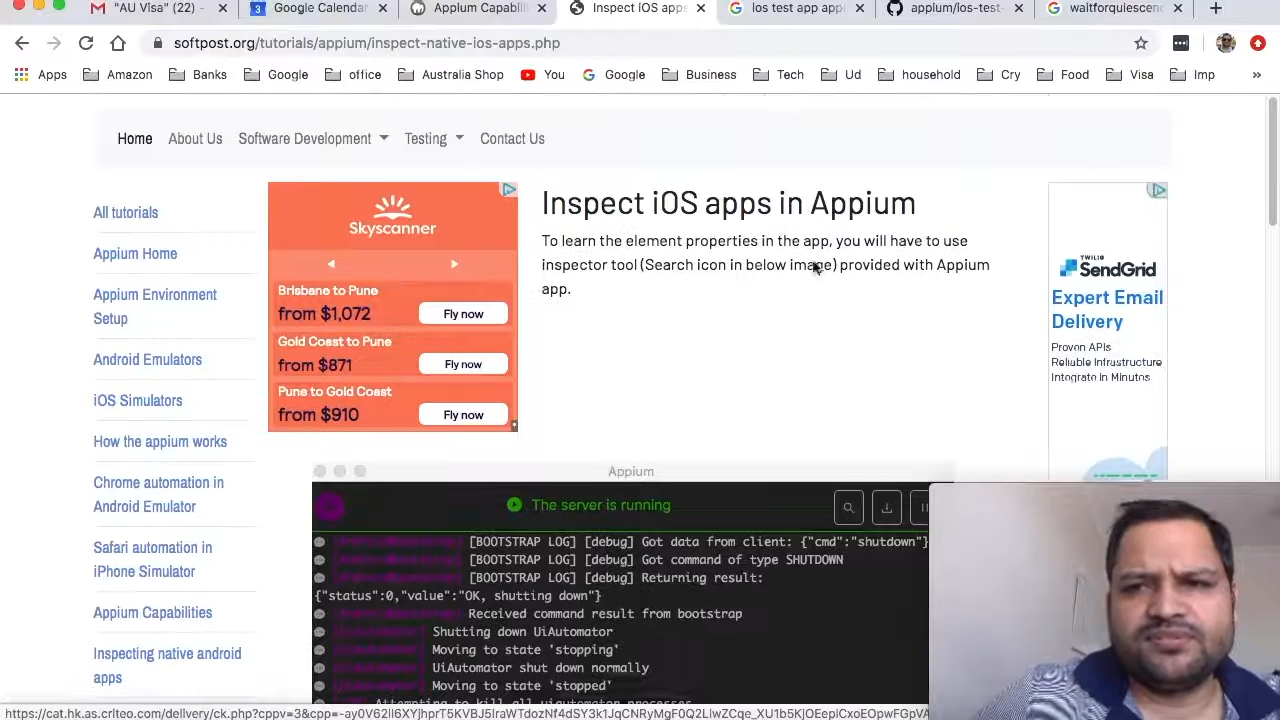 "AU Visa" (22)
Google Calendar
Appium Capabili
Inspect iOS apps
ios test app appi
appium/ios-test-
waitforquiescenc
softpost.org/tutorials/appium/inspect-native-ios-apps.php
Apps
Amazon
Banks
Google
office
Australia Shop
You
Google
Business
Tech
Ud
household
Cry
Food
Visa
Imp
»
Home
About Us
Software Development
Testing
Contact Us
All tutorials
Appium Home
Appium Environment
Setup
Android Emulators
iOS Simulators
How the appium works
Chrome automation in
Android Emulator
Safari automation in
iPhone Simulator
Appium Capabilities
Inspecting native android
apps
Skyscanner
Brisbane to Pune
from $1,072
Fly now
Gold Coast to Pune
from $871
Fly now
Pune to Gold Coast
from $910
Fly now
Inspect iOS apps in Appium
To learn the element properties in the app, you will have to use
inspector tool (Search icon in below image) provided with Appium
app.
TWILIO
SendGrid
Expert Email
Delivery
Proven APIs
Reliable Infrastructure
Integrate in Minutes
Appium
The server is running
[BOOTSTRAP LOG] [debug] Got data from client: {"cmd":"shutdown"}
[BOOTSTRAP LOG] [debug] Got command of type SHUTDOWN
[BOOTSTRAP LOG] [debug] Returning result:
{"status":0,"value":"OK, shutting down"}
Received command result from bootstrap
Shutting down UiAutomator
Moving to state 'stopping'
UiAutomator shut down normally
Moving to state 'stopped'
Attempting to kill all uiautomator processes